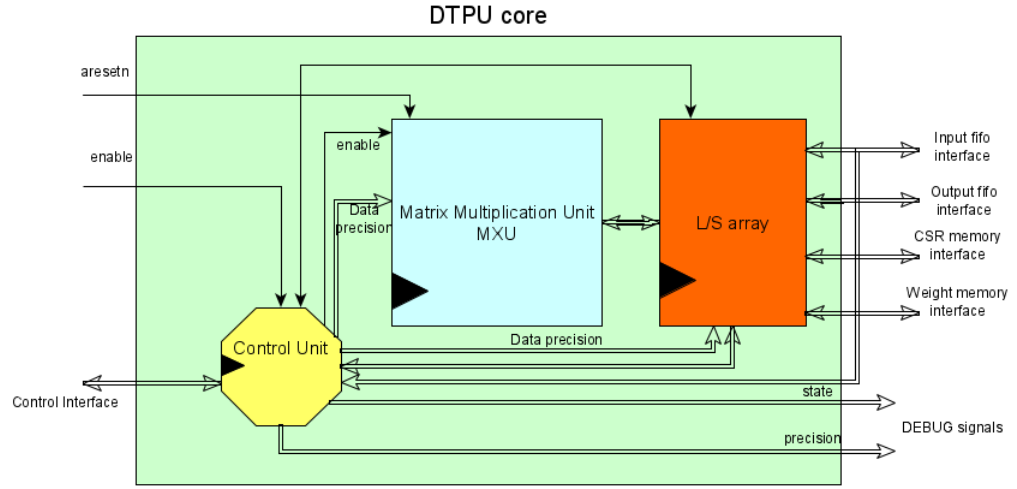 DTPU core
aresetn
enable
enable
Data
precision
Matrix Multiplication Unit
MXU
L/S array
Input fifo
interface
Output fifo
interface
CSR memory
interface
Weight memory
interface
Data precision
Control Unit
Control Interface
state
DEBUG signals
precision